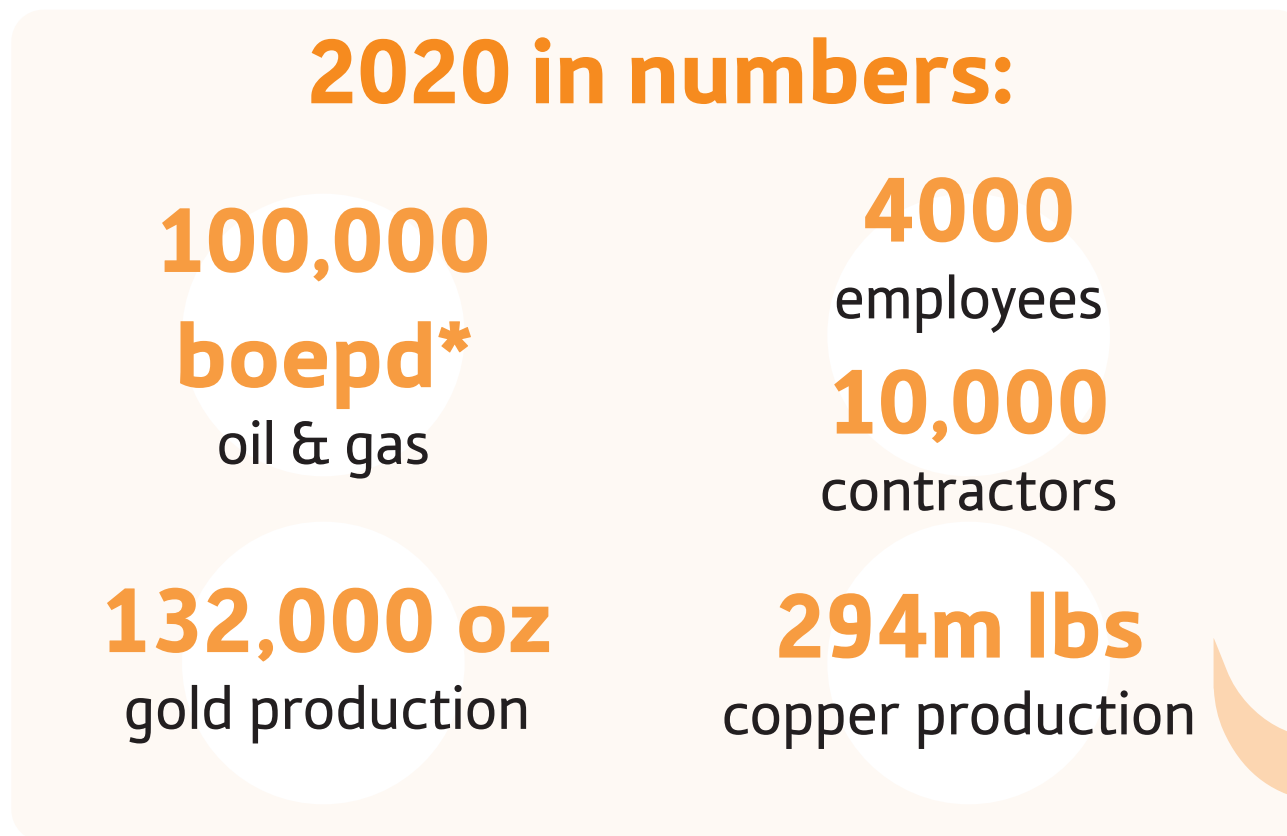 2020 in numbers:
100,000
boepd*
oil & gas
4000
employees
10,000
contractors
132,000 oz
gold production
294m lbs
copper production